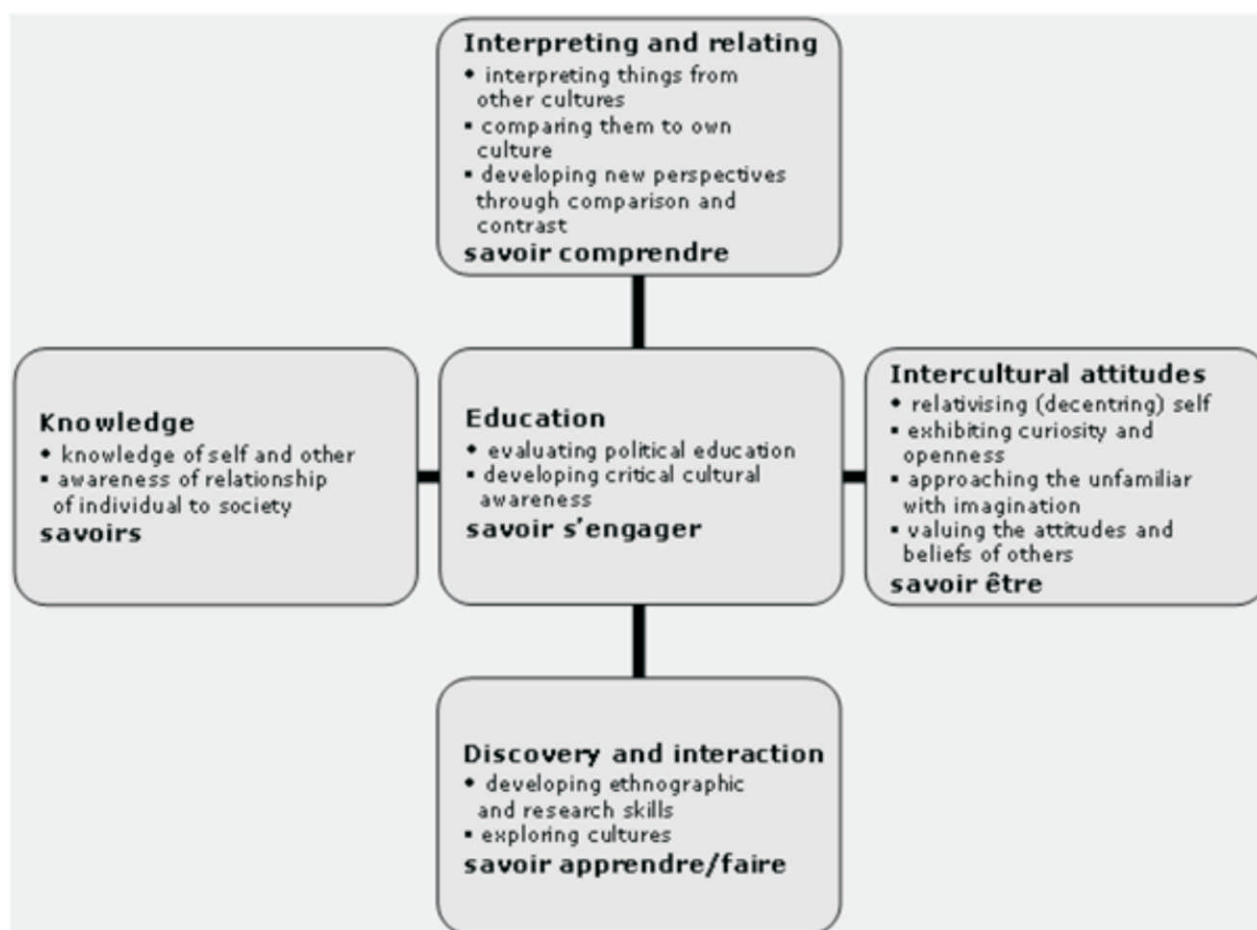 Interpreting and relating
• interpreting things from
other cultures
▪ comparing them to own
culture
▪ developing new perspectives
through comparison and
contrast
savoir comprendre
Knowledge
• knowledge of self and other
▪ awareness of relationship
of individual to society
savoirs
Education
• evaluating political education
▪ developing critical cultural
awareness
savoir s'engager
Intercultural attitudes
• relativising (decentring) self
▪ exhibiting curiosity and
openness
▪ approaching the unfamiliar
with imagination
▪ valuing the attitudes and
beliefs of others
savoir être
Discovery and interaction
• developing ethnographic
and research skills
▪ exploring cultures
savoir apprendre/faire